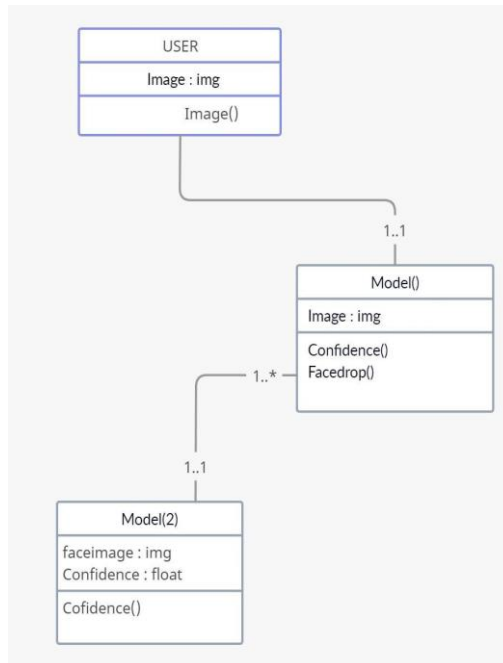 USER
Image : img
Image()
1..1
Model()
Image : img
Confidence()
Facedrop()
1..*
1..1
Model(2)
faceimage : img
Confidence : float
Cofidence()